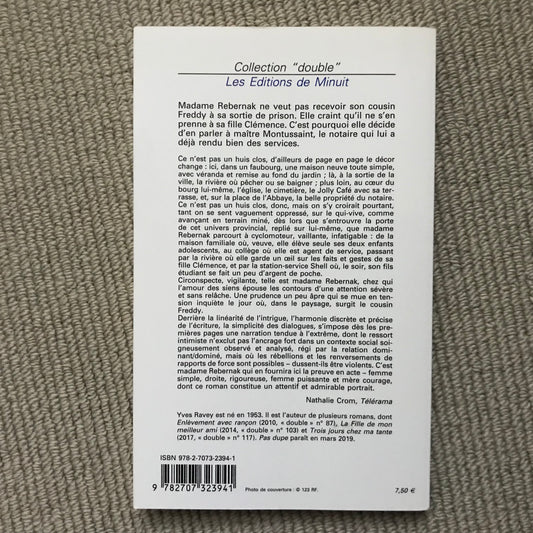 Collection "double"
Les Editions de Minuit
Madame Rebernak ne veut pas recevoir son cousin
Freddy à sa sortie de prison. Elle craint qu'il ne s'en
prenne à sa fille Clémence. C'est pourquoi elle décide
d'en parler à maître Montussaint, le notaire qui lui a
déjà rendu bien des services.
Ce n'est pas un huis clos, d'ailleurs de page en page le décor
change : ici, dans un faubourg, une maison neuve toute simple,
avec véranda et remise au fond du jardin ; là, à la sortie de la
ville, la rivière où pêcher ou se baigner ; plus loin, au cœur du
bourg lui-même, l'église, le cimetière, le Jolly Café avec sa ter-
rasse, et, sur la place de l'Abbaye, la belle propriété du notaire.
Ce n'est pas un huis clos, donc, mais on s'y croirait pourtant,
tant on se sent vaguement oppressé, sur le qui-vive, comme
avançant en terrain miné, dès lors que s'entrouvre la porte
de cet univers provincial, replié sur lui-même, que madame
Rebernak parcourt à cyclomoteur, vaillante, infatigable : de la
maison familiale où, veuve, elle élève seule ses deux enfants
adolescents, au collège où elle est agent de service, passant
par la rivière où elle garde un œil sur les faits et gestes de sa
fille Clémence, et par la station-service Shell où, le soir, son fils
étudiant se fait un peu d'argent de poche.
Circonspecte, vigilante, telle est madame Rebernak, chez qui
l'amour des siens épouse les contours d'une attention sévère
et sans relâche. Une prudence un peu âpre qui se mue en ten-
sion inquiète le jour où, dans le paysage, surgit le cousin
Freddy.
Derrière la linéarité de l'intrigue, l'harmonie discrète et précise
de l'écriture, la simplicité des dialogues, s'impose dès les pre-
mières pages une narration tendue à l'extrême, dont le ressort
intimiste n'exclut pas l'ancrage fort dans un contexte social soi-
gneusement observé et analysé, régi par la relation domi-
nant/dominé, mais où les rébellions et les renversements de
rapports de force sont possibles – dussent-ils être violents. C'est
madame Rebernak qui en fournira ici la preuve en acte – femme
simple, droite, rigoureuse, femme puissante et mère courage,
dont ce roman constitue un attentif et admirable portrait.
Nathalie Crom, Télérama
Yves Ravey est né en 1953. Il est l'auteur de plusieurs romans, dont
Enlèvement avec rançon (2010, « double » n° 87), La Fille de mon
meilleur ami (2014, « double » n° 103) et Trois jours chez ma tante
(2017, « double » n° 117). Pas dupe paraît en mars 2019.
ISBN 978-2-7073-2394-1
9 782707 323941
Photo de couverture : © 123 RF.
7,50 €